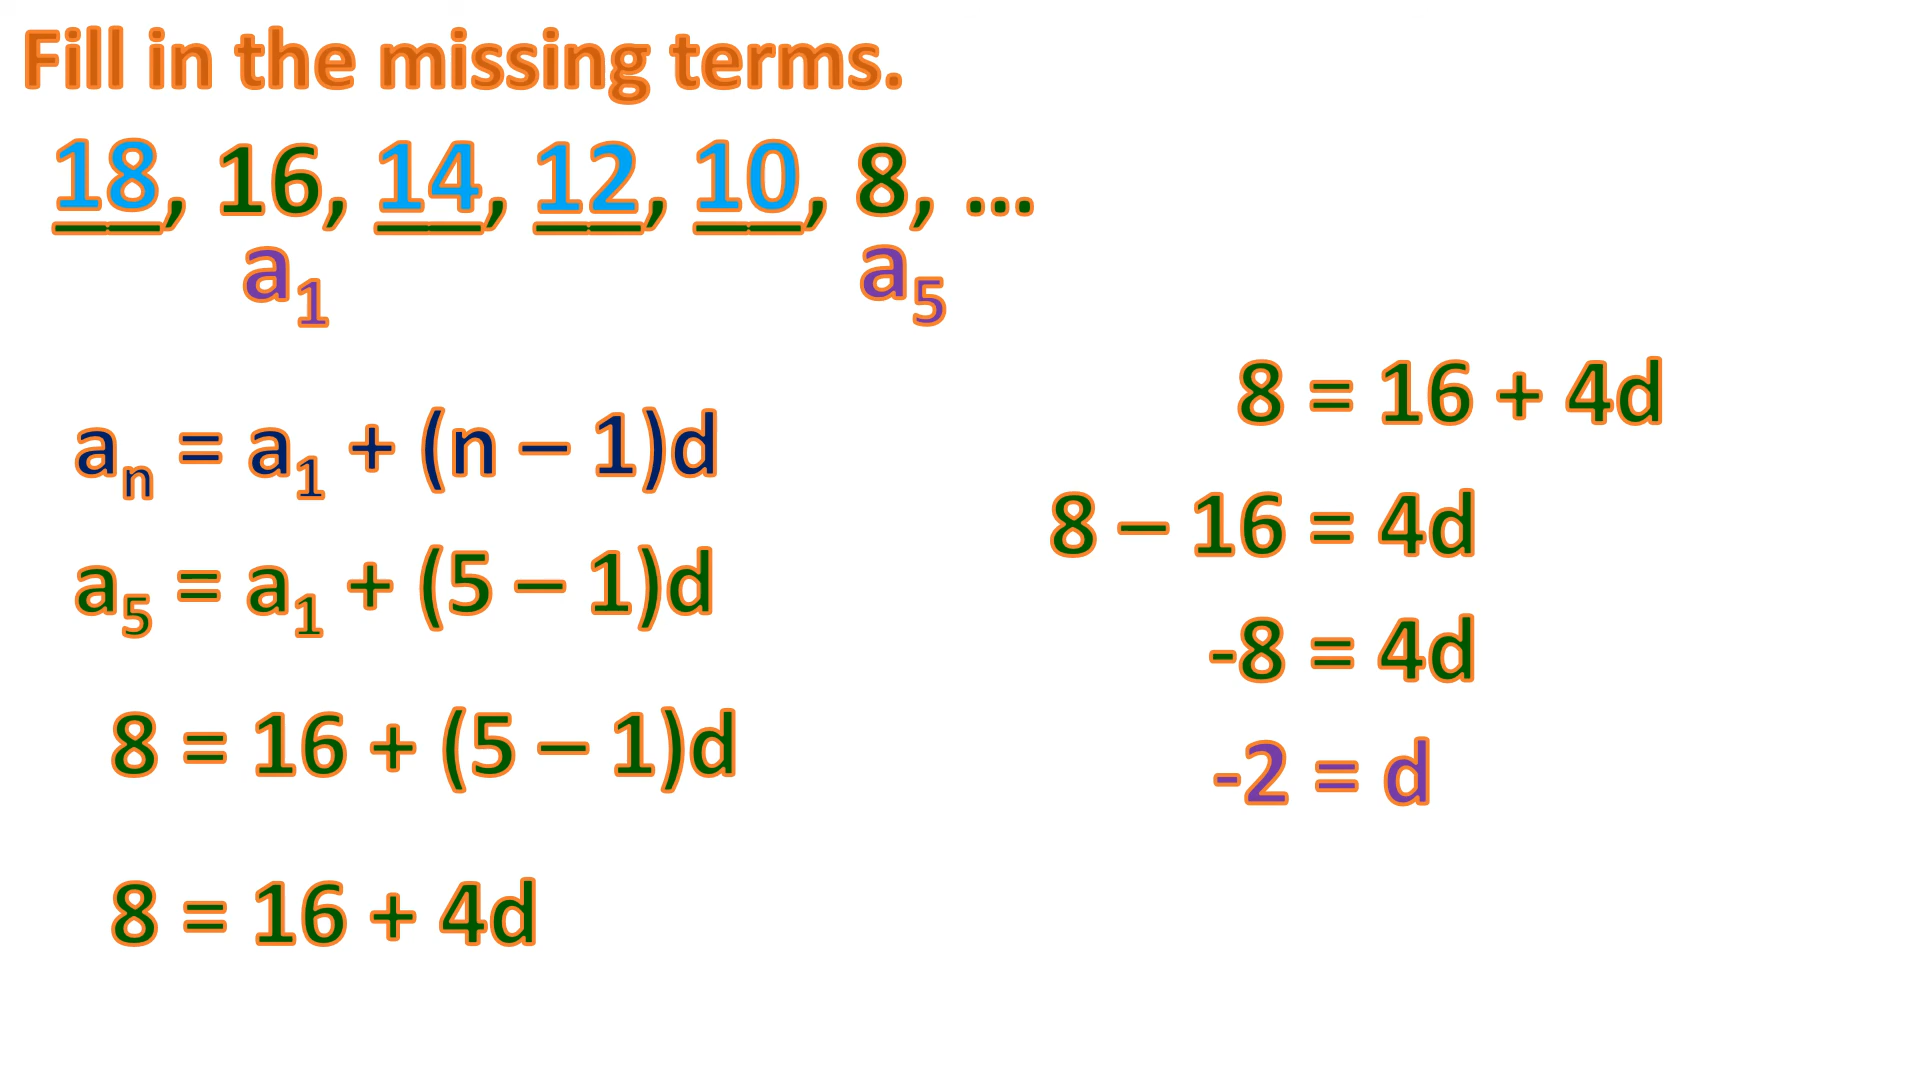 Fill in the missing terms.
18, 16, 14, 12, 10, 8, ...
a₁ a₅
aₙ = a₁ + (n – 1)d
a₅ = a₁ + (5 – 1)d
8 = 16 + (5 – 1)d
8 = 16 + 4d
8 = 16 + 4d
8 – 16 = 4d
-8 = 4d
-2 = d